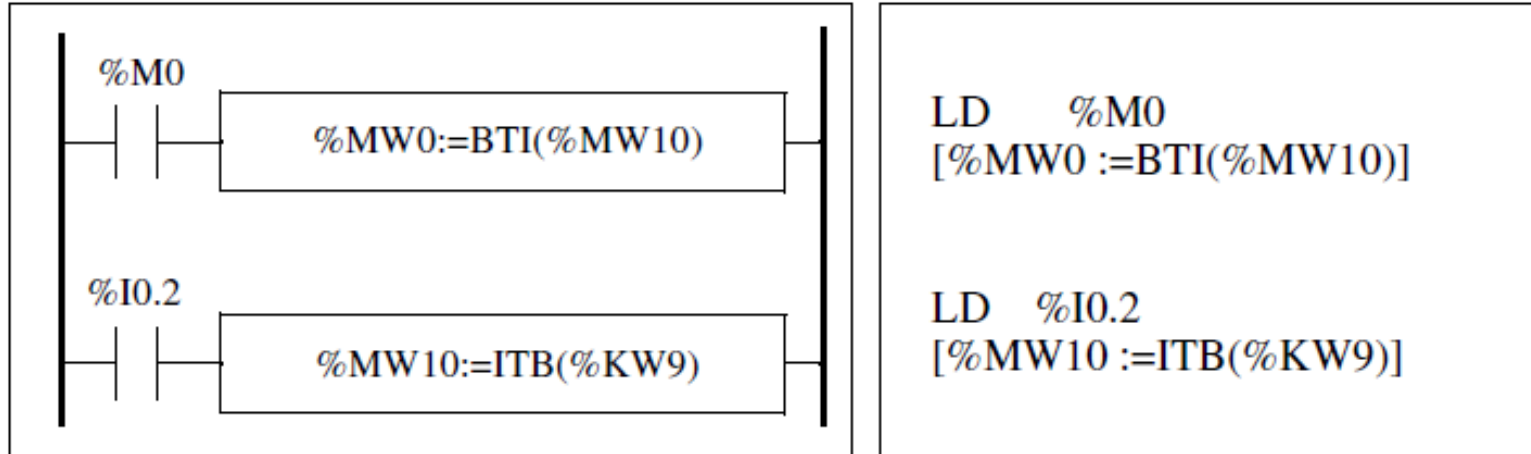 %M0
%MW0:=BTI(%MW10)
%I0.2
%MW10:=ITB(%KW9)
LD %M0
[%MW0 :=BTI(%MW10)]
LD %I0.2
[%MW10 :=ITB(%KW9)]